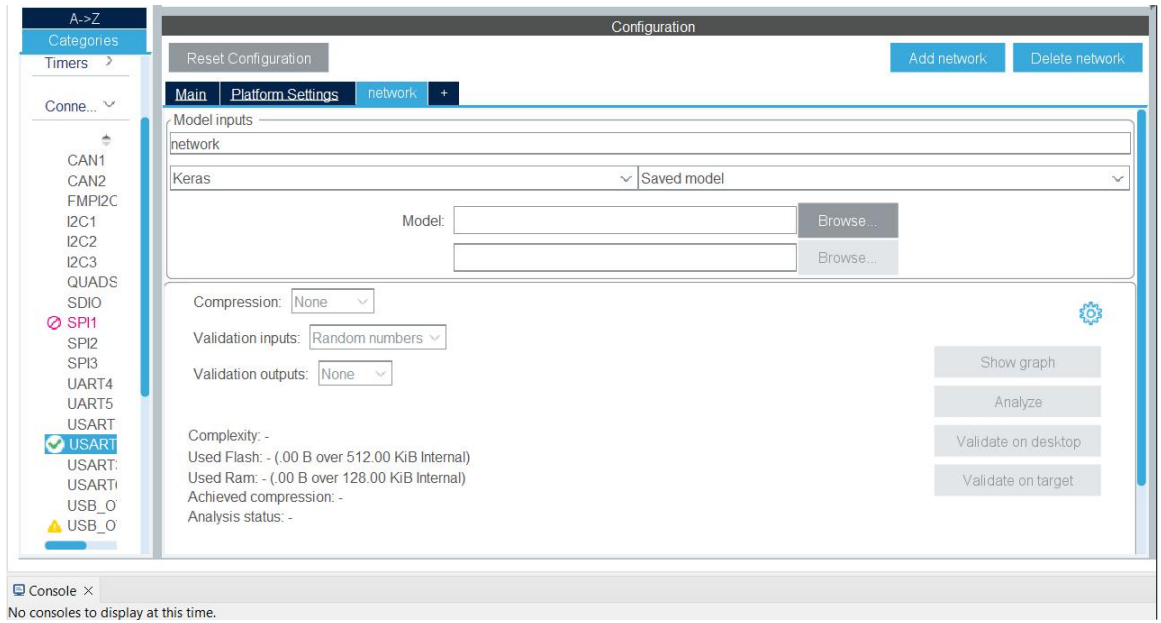 A->Z
Categories
Timers
Conne...
CAN1
CAN2
FMPI2C
I2C1
I2C2
I2C3
QUADS
SDIO
SPI1
SPI2
SPI3
UART4
UART5
USART
USART
USART
USART
USB_O
USB_O
Configuration
Reset Configuration
Add network
Delete network
Main
Platform Settings
network
+
Model inputs
network
Keras
Saved model
Model:
Browse...
Browse...
Compression:
None
Validation inputs:
Random numbers
Validation outputs:
None
Show graph
Analyze
Validate on desktop
Validate on target
Complexity: -
Used Flash: - (.00 B over 512.00 KiB Internal)
Used Ram: - (.00 B over 128.00 KiB Internal)
Achieved compression: -
Analysis status: -
Console
No consoles to display at this time.